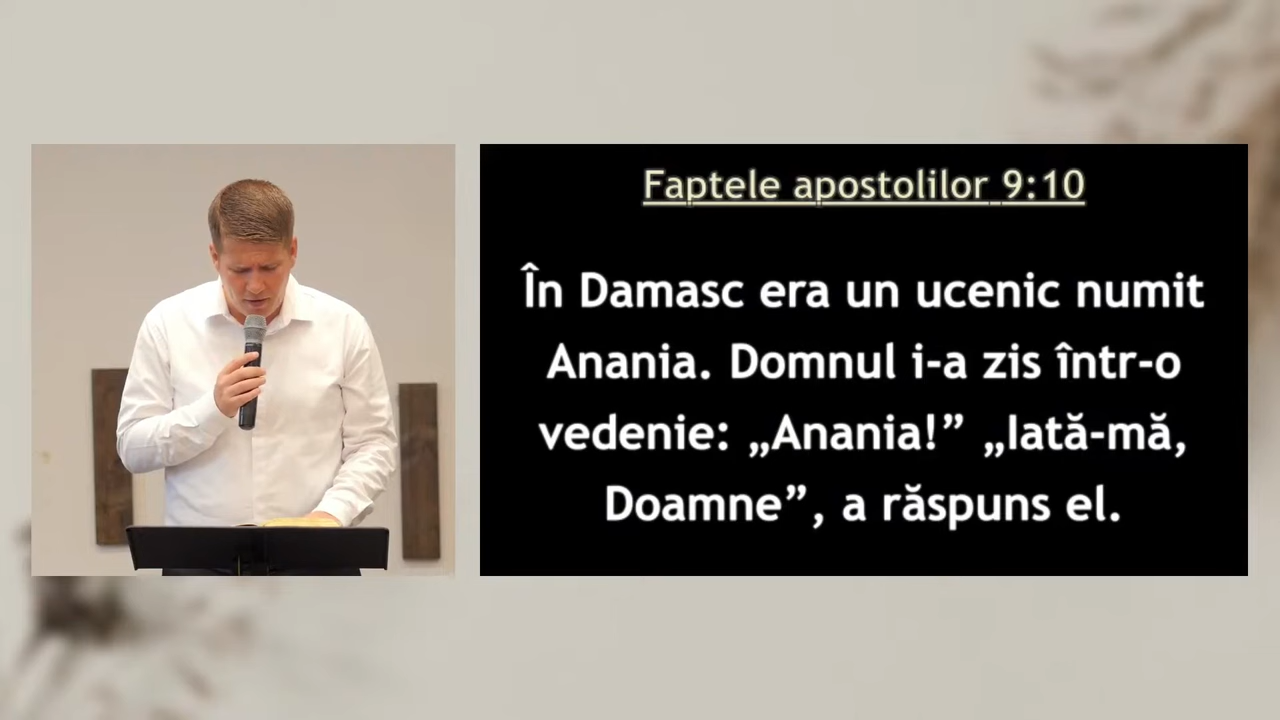 Faptele apostolilor 9:10
În Damasc era un ucenic numit
Anania. Domnul i-a zis într-o
vedenie: „Anania!” „Iată-mă,
Doamne”, a răspuns el.